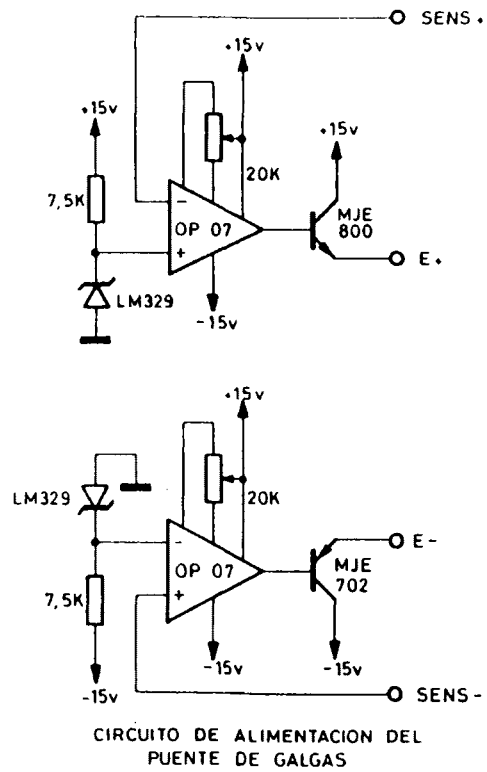 SENS+
+15v
+15v
+15v
7,5K
20K
-
OP 07
+
MJE
800
E+
LM329
-15v
+15v
LM329
20K
-
OP 07
+
E-
MJE
702
7,5K
-15v
-15v
-15v
SENS-
CIRCUITO DE ALIMENTACION DEL
PUENTE DE GALGAS